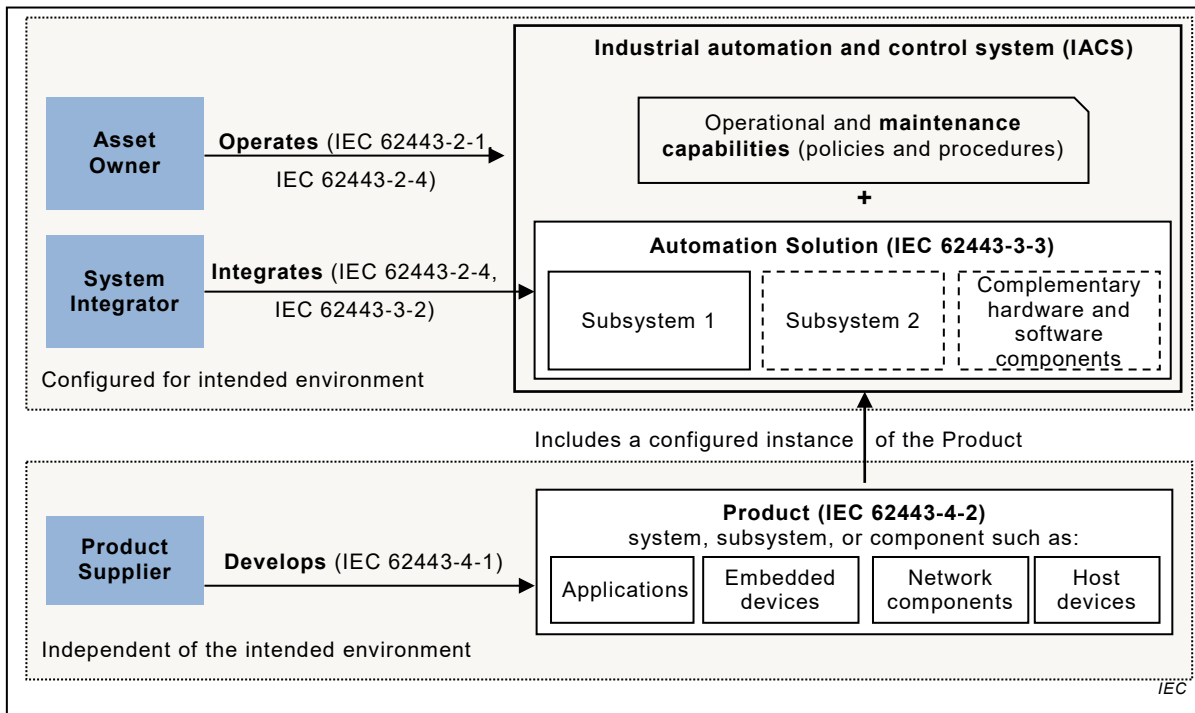 Industrial automation and control system (IACS)
Asset
Owner
Operates (IEC 62443-2-1,
IEC 62443-2-4)
Operational and maintenance
capabilities (policies and procedures)
+
System
Integrator
Integrates (IEC 62443-2-4,
IEC 62443-3-2)
Automation Solution (IEC 62443-3-3)
Subsystem 1
Subsystem 2
Complementary
hardware and
software
components
Configured for intended environment
Includes a configured instance of the Product
Product
Supplier
Develops (IEC 62443-4-1)
Product (IEC 62443-4-2)
system, subsystem, or component such as:
Applications
Embedded
devices
Network
components
Host
devices
Independent of the intended environment
IEC